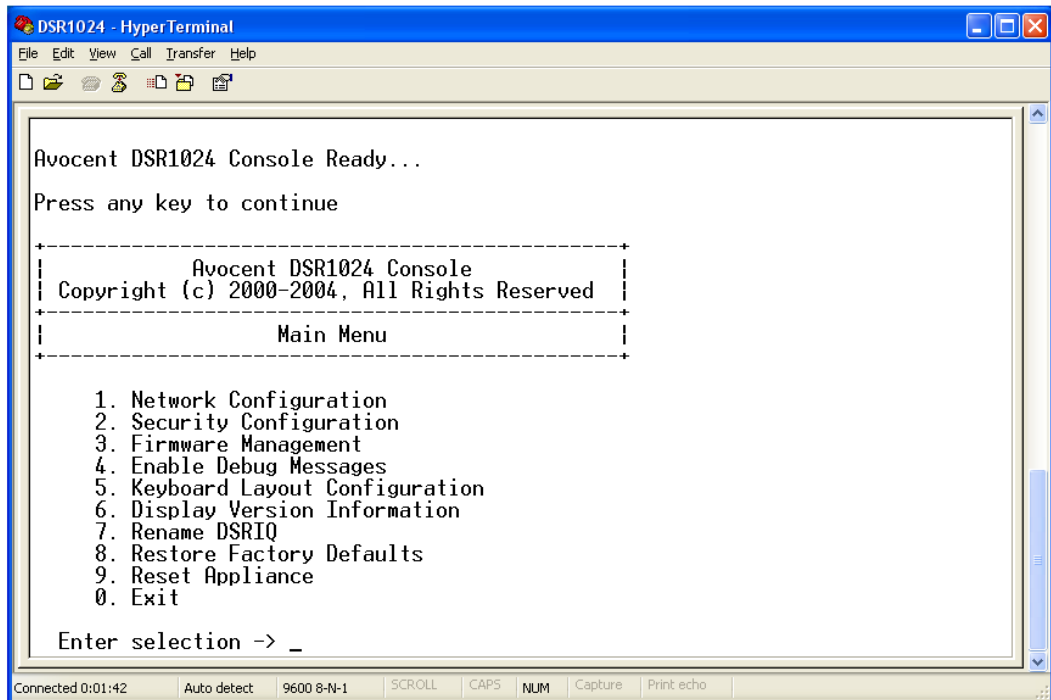 DSR1024 - HyperTerminal
File Edit View Call Transfer Help
Avocent DSR1024 Console Ready...
Press any key to continue
Avocent DSR1024 Console
Copyright (c) 2000-2004, All Rights Reserved
Main Menu
1. Network Configuration
2. Security Configuration
3. Firmware Management
4. Enable Debug Messages
5. Keyboard Layout Configuration
6. Display Version Information
7. Rename DSRIQ
8. Restore Factory Defaults
9. Reset Appliance
0. Exit
Enter selection -> _
Connected 0:01:42 Auto detect 9600 8-N-1 SCROLL CAPS NUM Capture Print echo